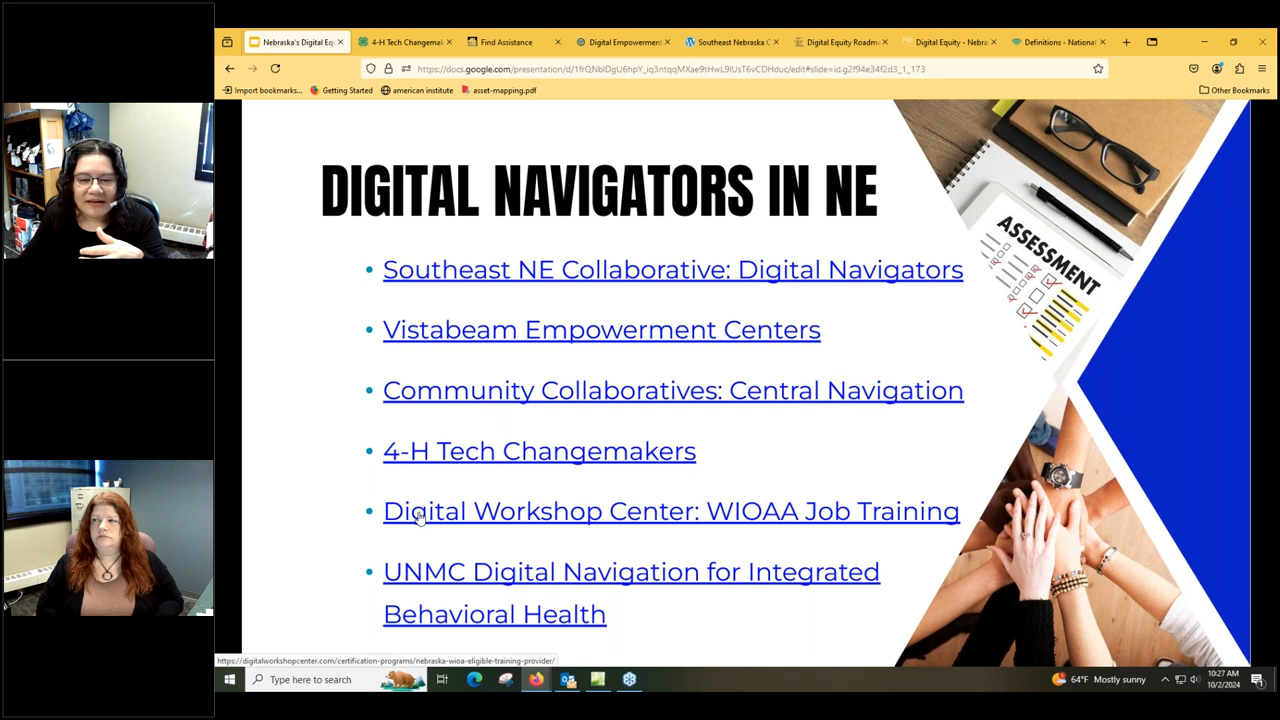 Nebraska's Digital Eq
4-H Tech Changemak
Find Assistance
Digital Empowerment
Southeast Nebraska C
Digital Equity Roadm
Digital Equity - Nebra
Definitions - National
https://docs.google.com/presentation/d/1frQNbIDgU6hpY_iq3ntqqMXae9tHwL9IUsT6vCDHduc/edit#slide=id.g2f94e34f2d3_1_173
Import bookmarks...
Getting Started
american institute
asset-mapping.pdf
Other Bookmarks
DIGITAL NAVIGATORS IN NE
• Southeast NE Collaborative: Digital Navigators
• Vistabeam Empowerment Centers
• Community Collaboratives: Central Navigation
• 4-H Tech Changemakers
• Digital Workshop Center: WIOAA Job Training
• UNMC Digital Navigation for Integrated
Behavioral Health
ASSESSMENT
https://digitalworkshopcenter.com/certification-programs/nebraska-wioa-eligible-training-provider/
Type here to search
64°F Mostly sunny
10:27 AM
10/2/2024